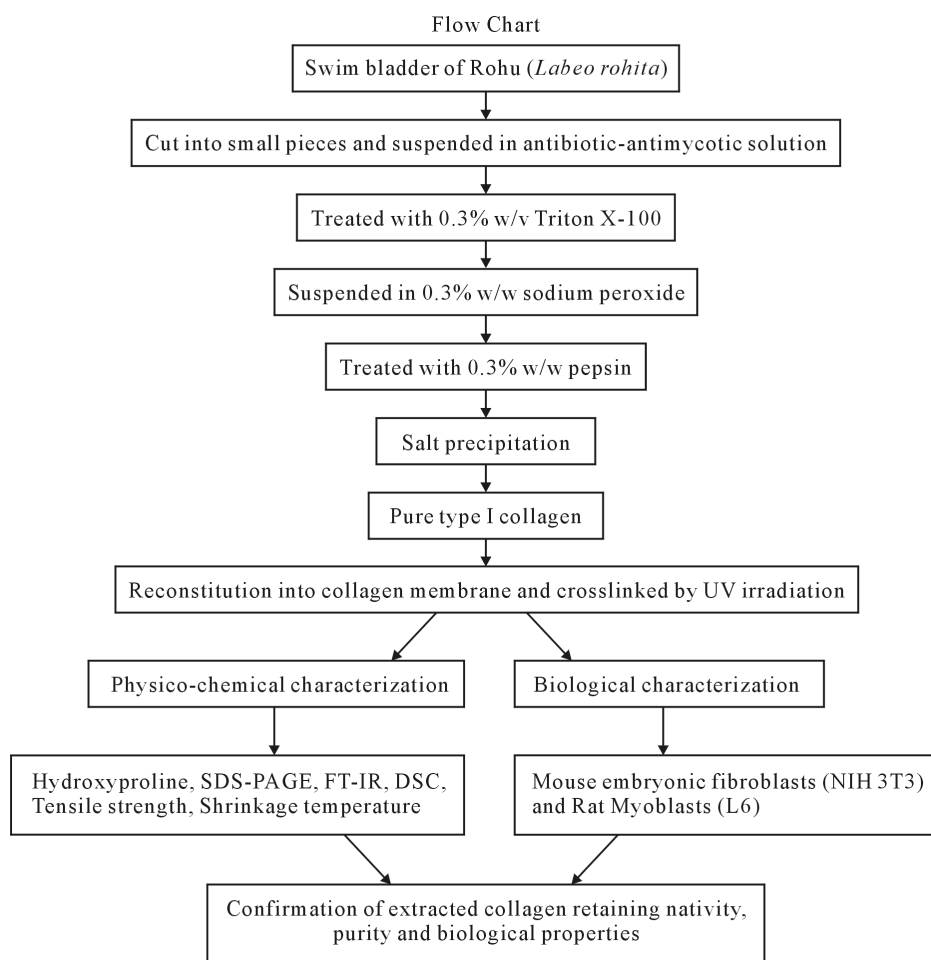 Flow Chart
Swim bladder of Rohu (Labeo rohita)
Cut into small pieces and suspended in antibiotic-antimycotic solution
Treated with 0.3% w/v Triton X-100
Suspended in 0.3% w/w sodium peroxide
Treated with 0.3% w/w pepsin
Salt precipitation
Pure type I collagen
Reconstitution into collagen membrane and crosslinked by UV irradiation
Physico-chemical characterization
Biological characterization
Hydroxyproline, SDS-PAGE, FT-IR, DSC,
Tensile strength, Shrinkage temperature
Mouse embryonic fibroblasts (NIH 3T3)
and Rat Myoblasts (L6)
Confirmation of extracted collagen retaining nativity,
purity and biological properties